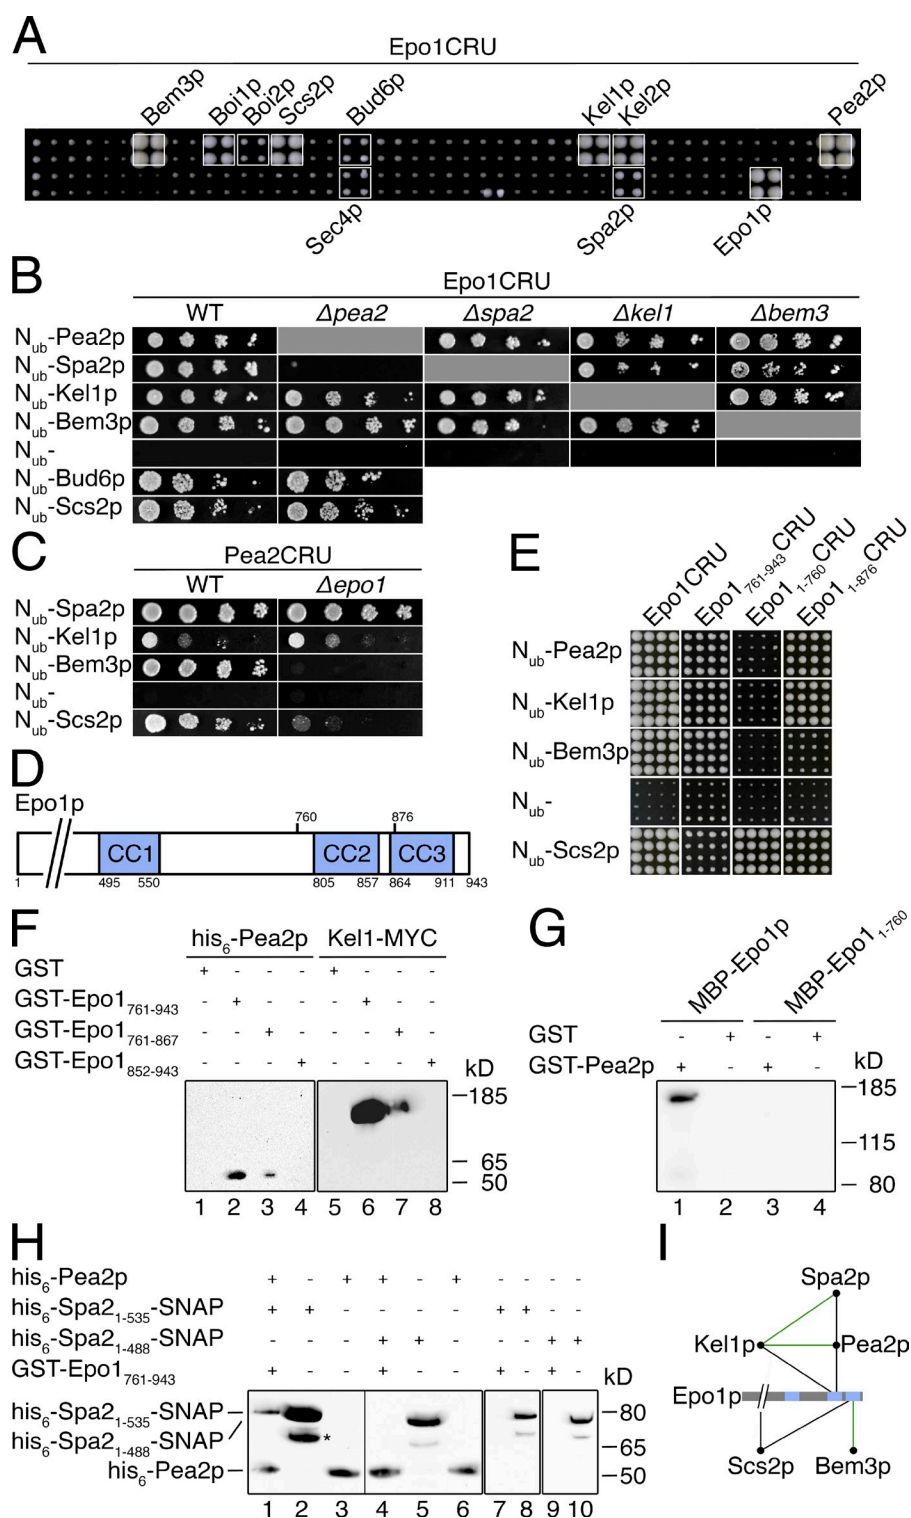 A
Epo1CRU
Bem3p Boi1p Boi2p Scs2p Bud6p Kel1p Kel2p Pea2p
Sec4p Spa2p Epo1p
B
Epo1CRU
WT Δpea2 Δspa2 Δkel1 Δbem3
Nub-Pea2p
Nub-Spa2p
Nub-Kel1p
Nub-Bem3p
Nub-
Nub-Bud6p
Nub-Scs2p
C
Pea2CRU
WT Δepo1
Nub-Spa2p
Nub-Kel1p
Nub-Bem3p
Nub-
Nub-Scs2p
E
Epo1CRU Epo1761-943CRU Epo11-760CRU Epo11-876CRU
Nub-Pea2p
Nub-Kel1p
Nub-Bem3p
Nub-
Nub-Scs2p
D
Epo1p
760 876
CC1 CC2 CC3
1 495 550 805 857 864 911 943
F
his6-Pea2p Kel1-MYC
GST + - - - + - - -
GST-Epo1761-943 - + - - - + - -
GST-Epo1761-867 - - + - - - + -
GST-Epo1852-943 - - - + - - - +
kD
185
65
50
1 2 3 4 5 6 7 8
G
MBP-Epo1p MBP-Epo11-760
GST - + - +
GST-Pea2p + - + -
kD
185
115
80
1 2 3 4
H
his6-Pea2p + - + + - + - - - -
his6-Spa21-535-SNAP + + - - - - + + - -
his6-Spa21-488-SNAP - - - + + - - - + +
GST-Epo1761-943 + - - + - - + - + -
kD
his6-Spa21-535-SNAP 80
his6-Spa21-488-SNAP * 65
his6-Pea2p 50
1 2 3 4 5 6 7 8 9 10
I
Spa2p
Kel1p Pea2p
Epo1p
Scs2p Bem3p